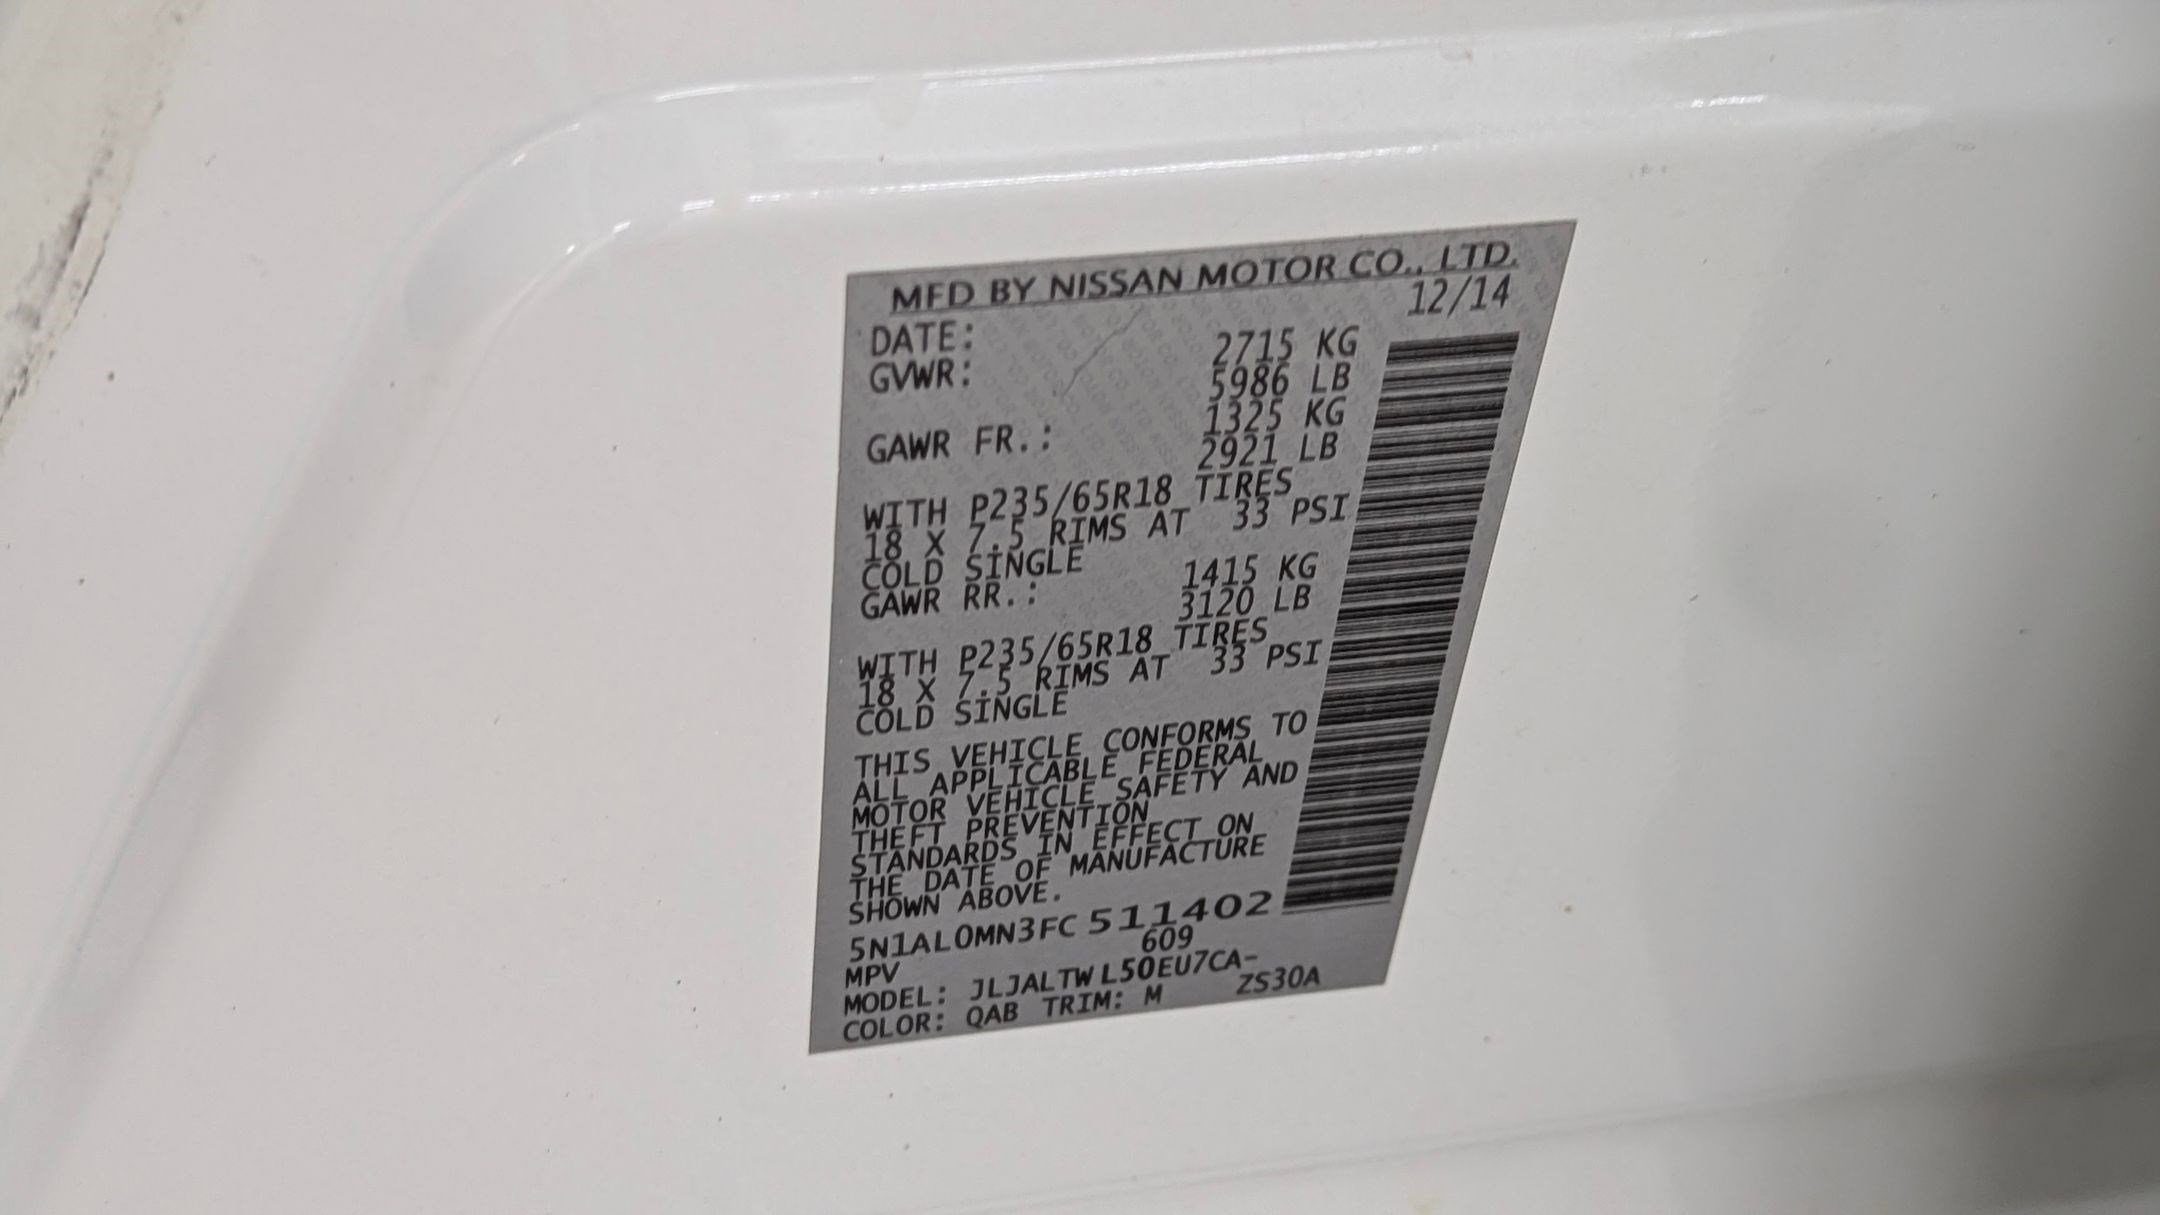 MFD BY NISSAN MOTOR CO., LTD.
DATE: 12/14
GVWR: 2715 KG
5986 LB
GAWR FR.: 1325 KG
2921 LB
WITH P235/65R18 TIRES
18 X 7.5 RIMS AT 33 PSI
COLD SINGLE
GAWR RR.: 1415 KG
3120 LB
WITH P235/65R18 TIRES
18 X 7.5 RIMS AT 33 PSI
COLD SINGLE
THIS VEHICLE CONFORMS TO
ALL APPLICABLE FEDERAL
MOTOR VEHICLE SAFETY AND
THEFT PREVENTION
STANDARDS IN EFFECT ON
THE DATE OF MANUFACTURE
SHOWN ABOVE.
5N1AL0MN3FC511402
MPV 609
MODEL: JLJALTWL50EU7CA-
COLOR: QAB TRIM: M ZS30A